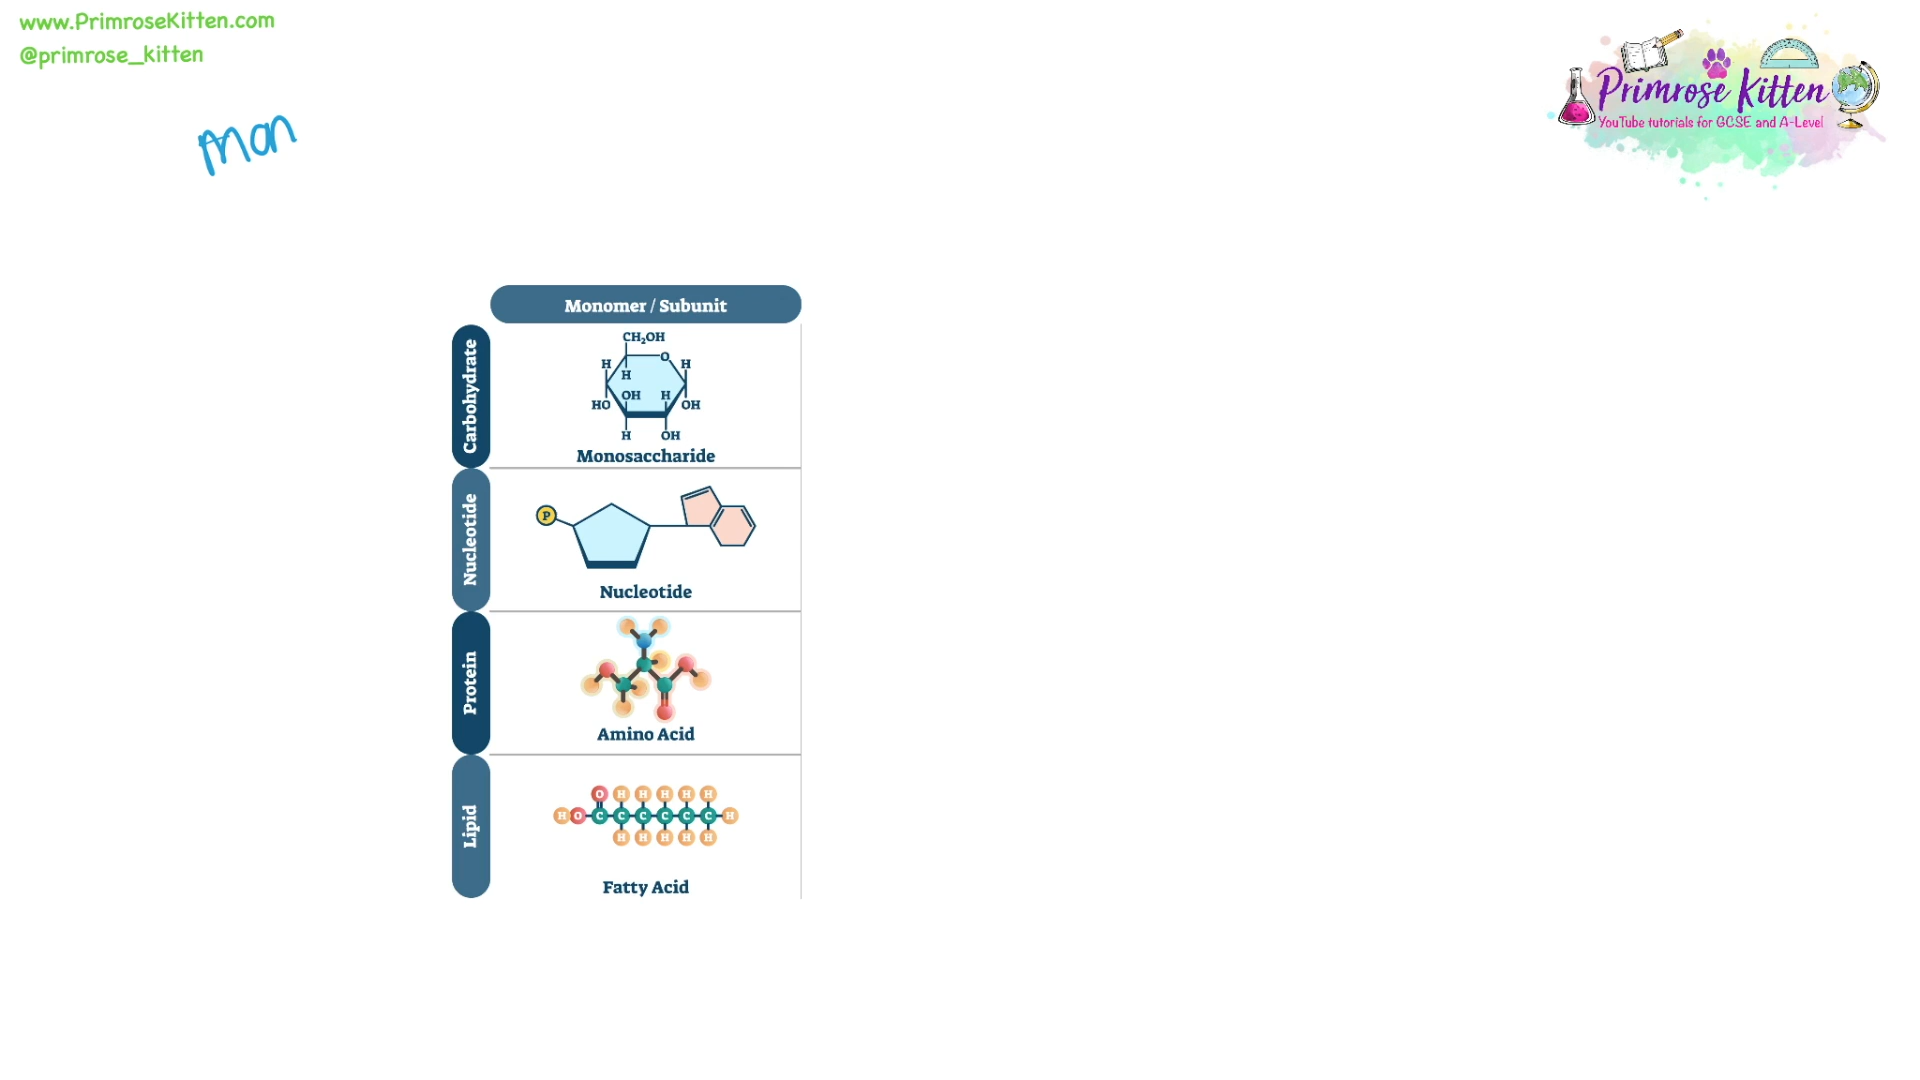 www.PrimroseKitten.com
@primrose_kitten
Primrose Kitten
YouTube tutorials for GCSE and A-Level
mon
Monomer / Subunit
Carbohydrate
CH₂OH
H O H
H
HO OH H OH
H OH
Monosaccharide
Nucleotide
P
Nucleotide
Protein
Amino Acid
Lipid
O H H H H H
H O C C C C C C H
H H H H H
Fatty Acid